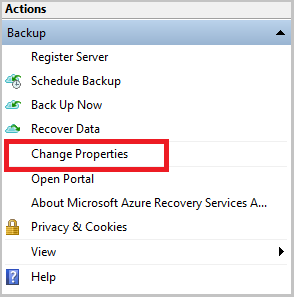 Actions
Backup
Register Server
Schedule Backup
Back Up Now
Recover Data
Change Properties
Open Portal
About Microsoft Azure Recovery Services A...
Privacy & Cookies
View
Help